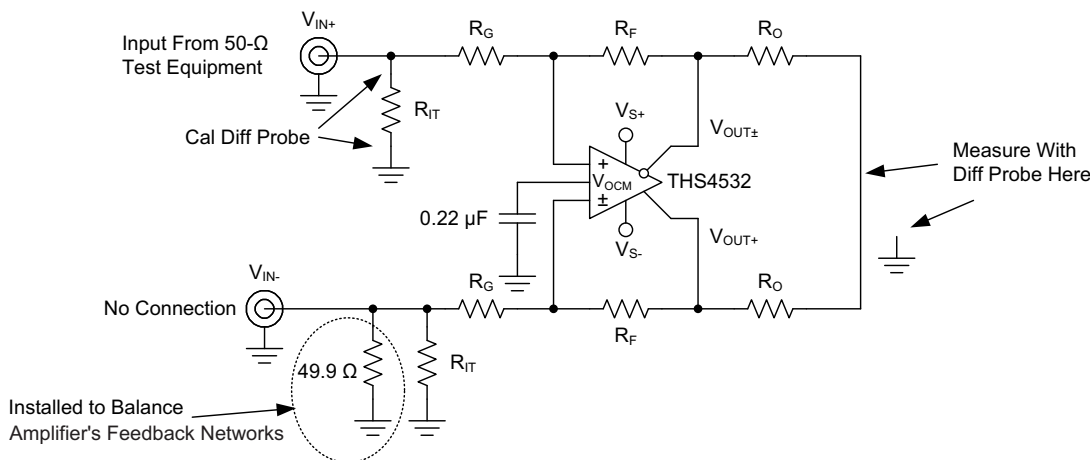 V_IN+
Input From 50-Ω
Test Equipment
R_G
R_F
R_O
R_IT
Cal Diff Probe
V_S+
V_OUT±
+
V_OCM
±
THS4532
Measure With
Diff Probe Here
0.22 µF
V_S-
V_OUT+
V_IN-
No Connection
R_G
R_F
R_O
49.9 Ω
R_IT
Installed to Balance
Amplifier's Feedback Networks